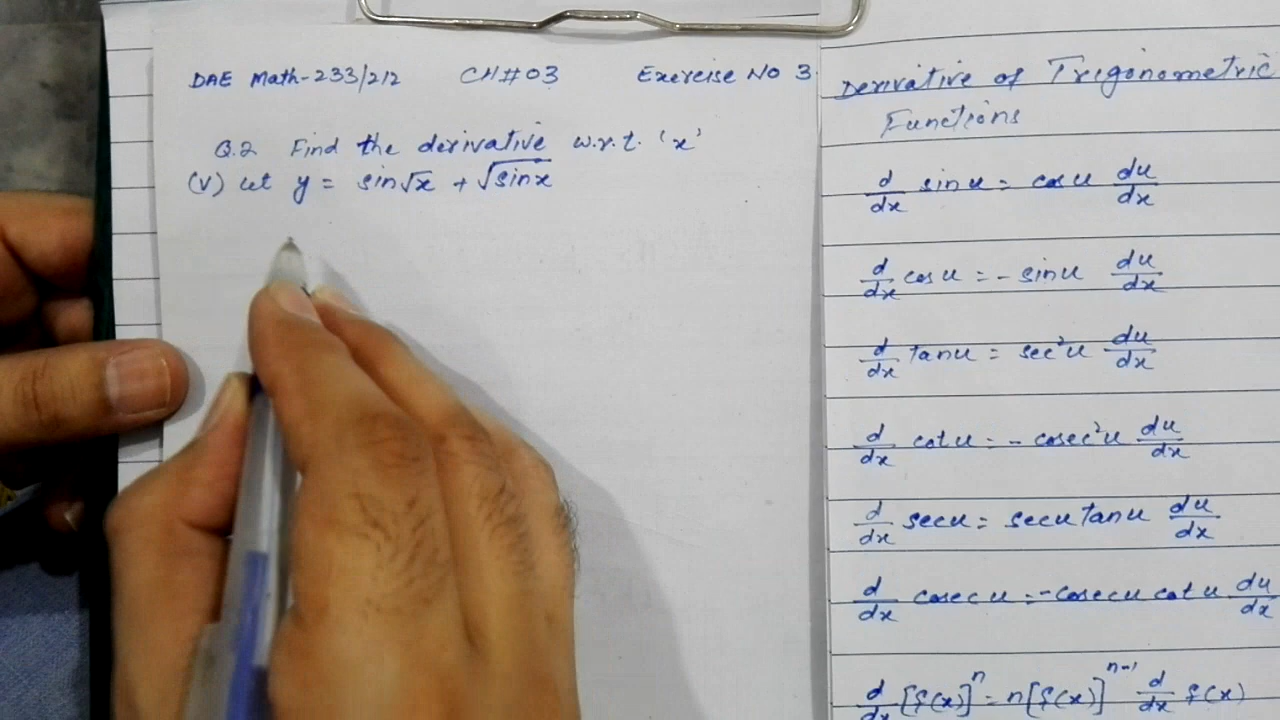 DAE Math-233/212 CH#03 Exercise No 3.
Q.2 Find the derivative w.r.t. 'x'
(v) Let y = sin√x + √sinx
Derivative of Trigonometric
Functions
d/dx sinu = cosu du/dx
d/dx cosu = - sinu du/dx
d/dx tanu = sec²u du/dx
d/dx cotu = - cosec²u du/dx
d/dx secu = secu tanu du/dx
d/dx cosecu = -cosecu cotu du/dx
d/dx [f(x)]ⁿ = n[f(x)]ⁿ⁻¹ d/dx f(x)